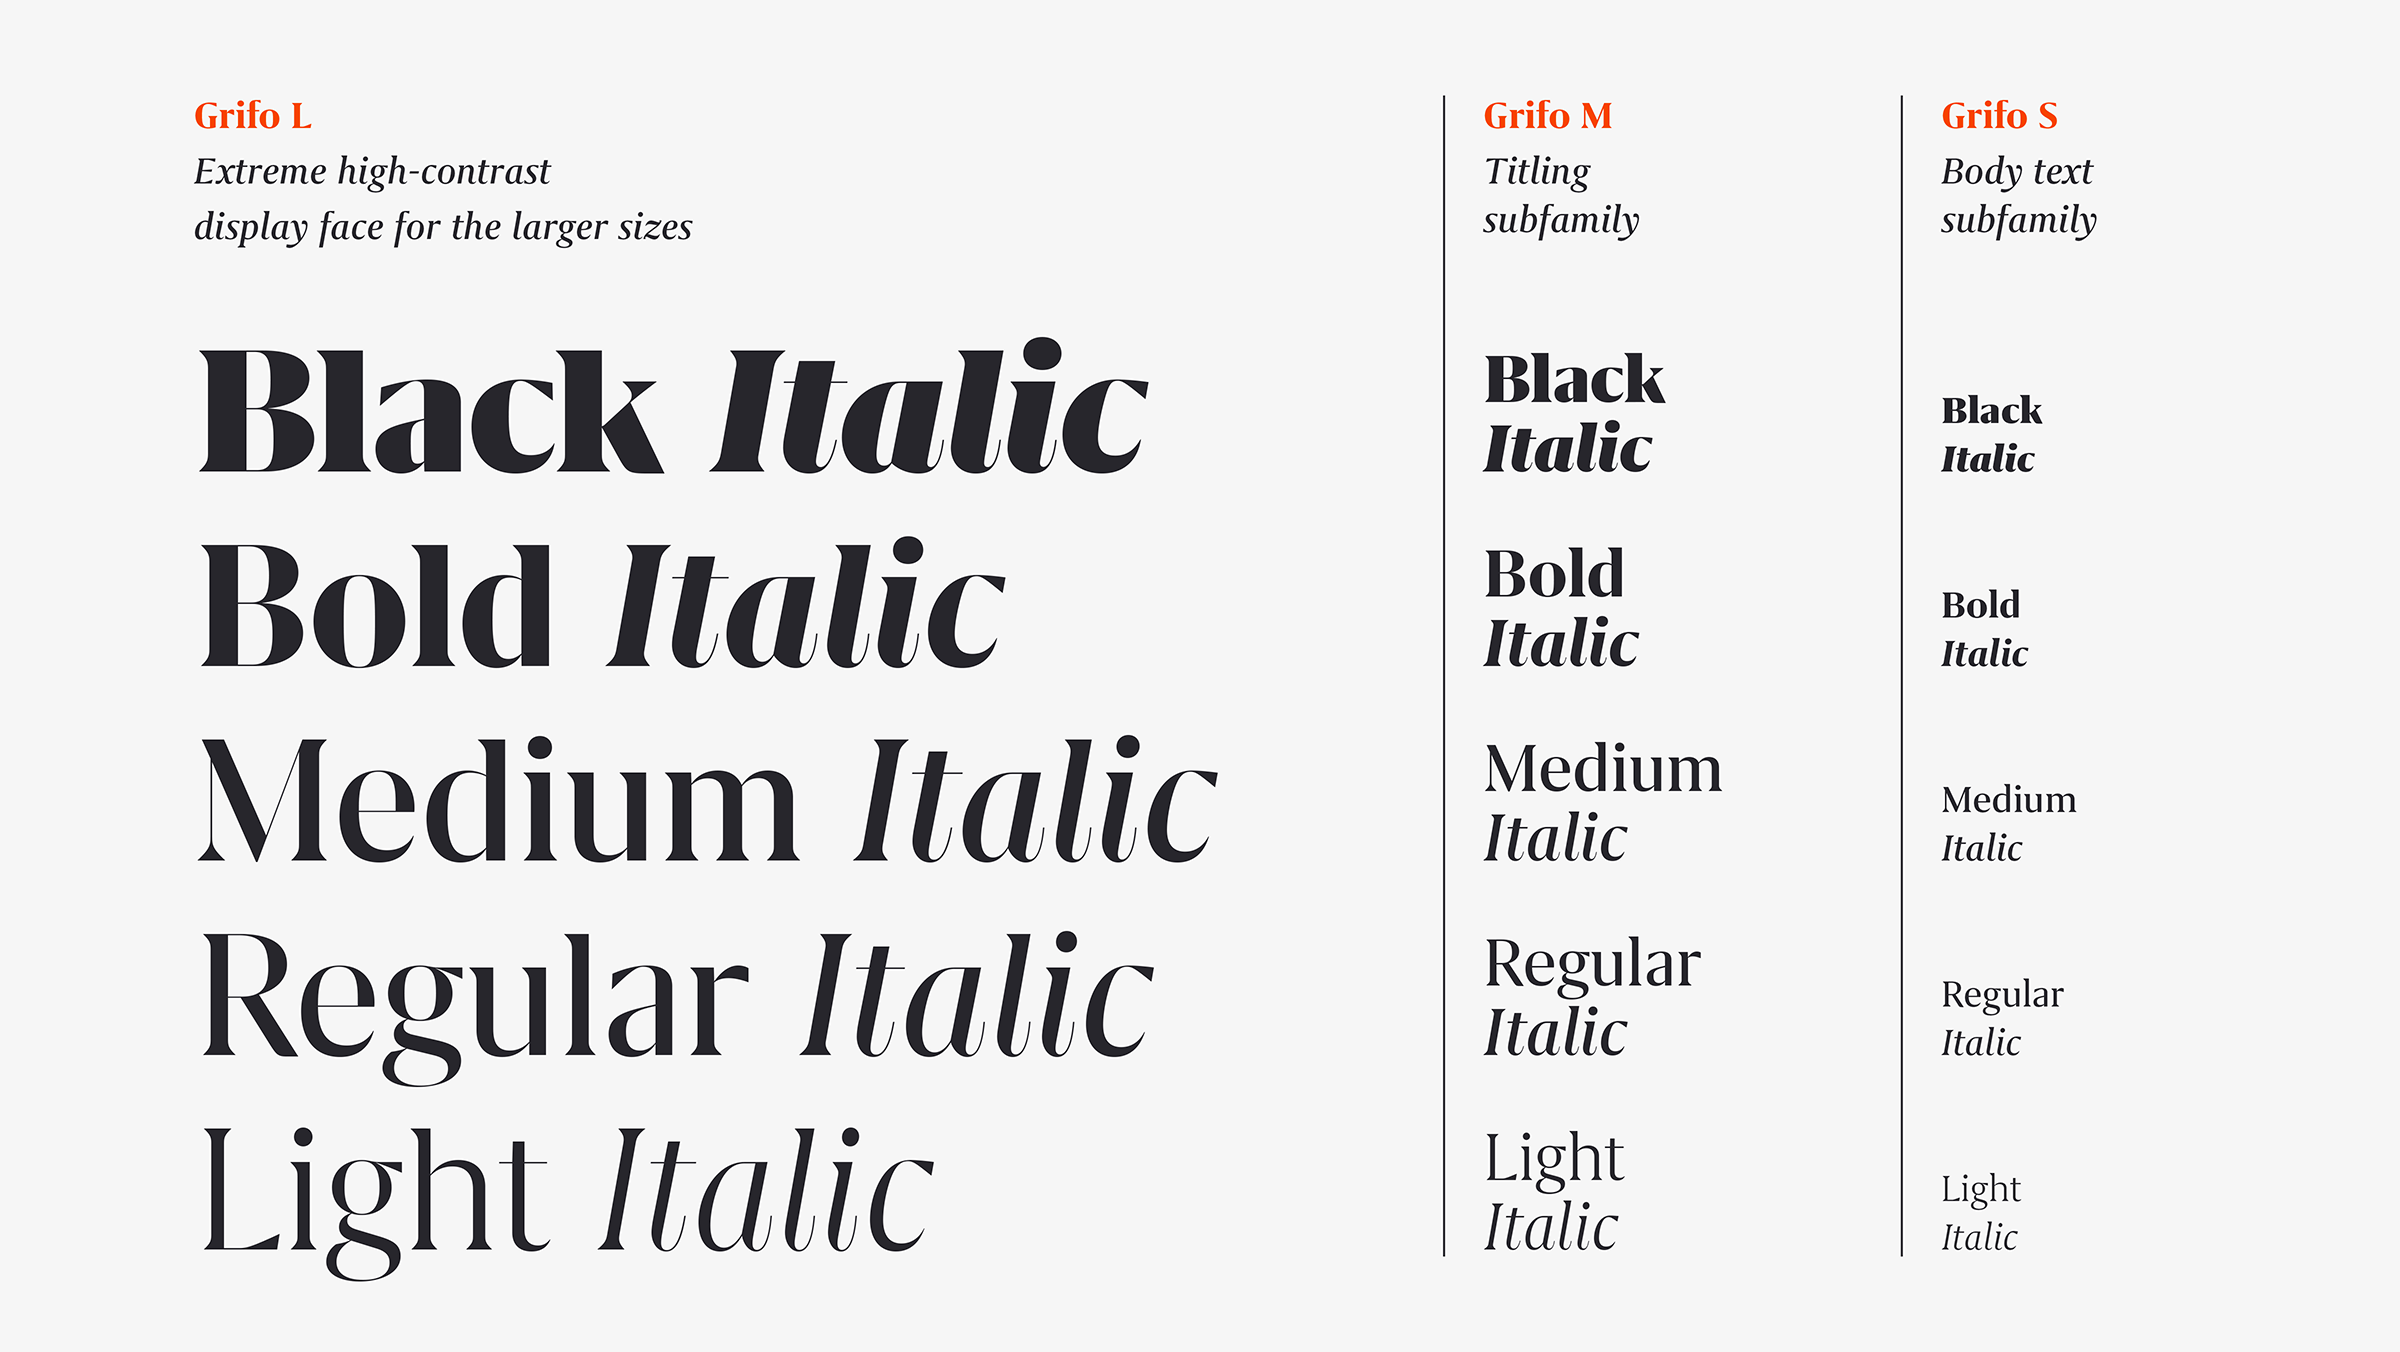 Grifo L
Extreme high-contrast
display face for the larger sizes
Black Italic
Bold Italic
Medium Italic
Regular Italic
Light Italic
Grifo M
Titling
subfamily
Black
Italic
Bold
Italic
Medium
Italic
Regular
Italic
Light
Italic
Grifo S
Body text
subfamily
Black
Italic
Bold
Italic
Medium
Italic
Regular
Italic
Light
Italic